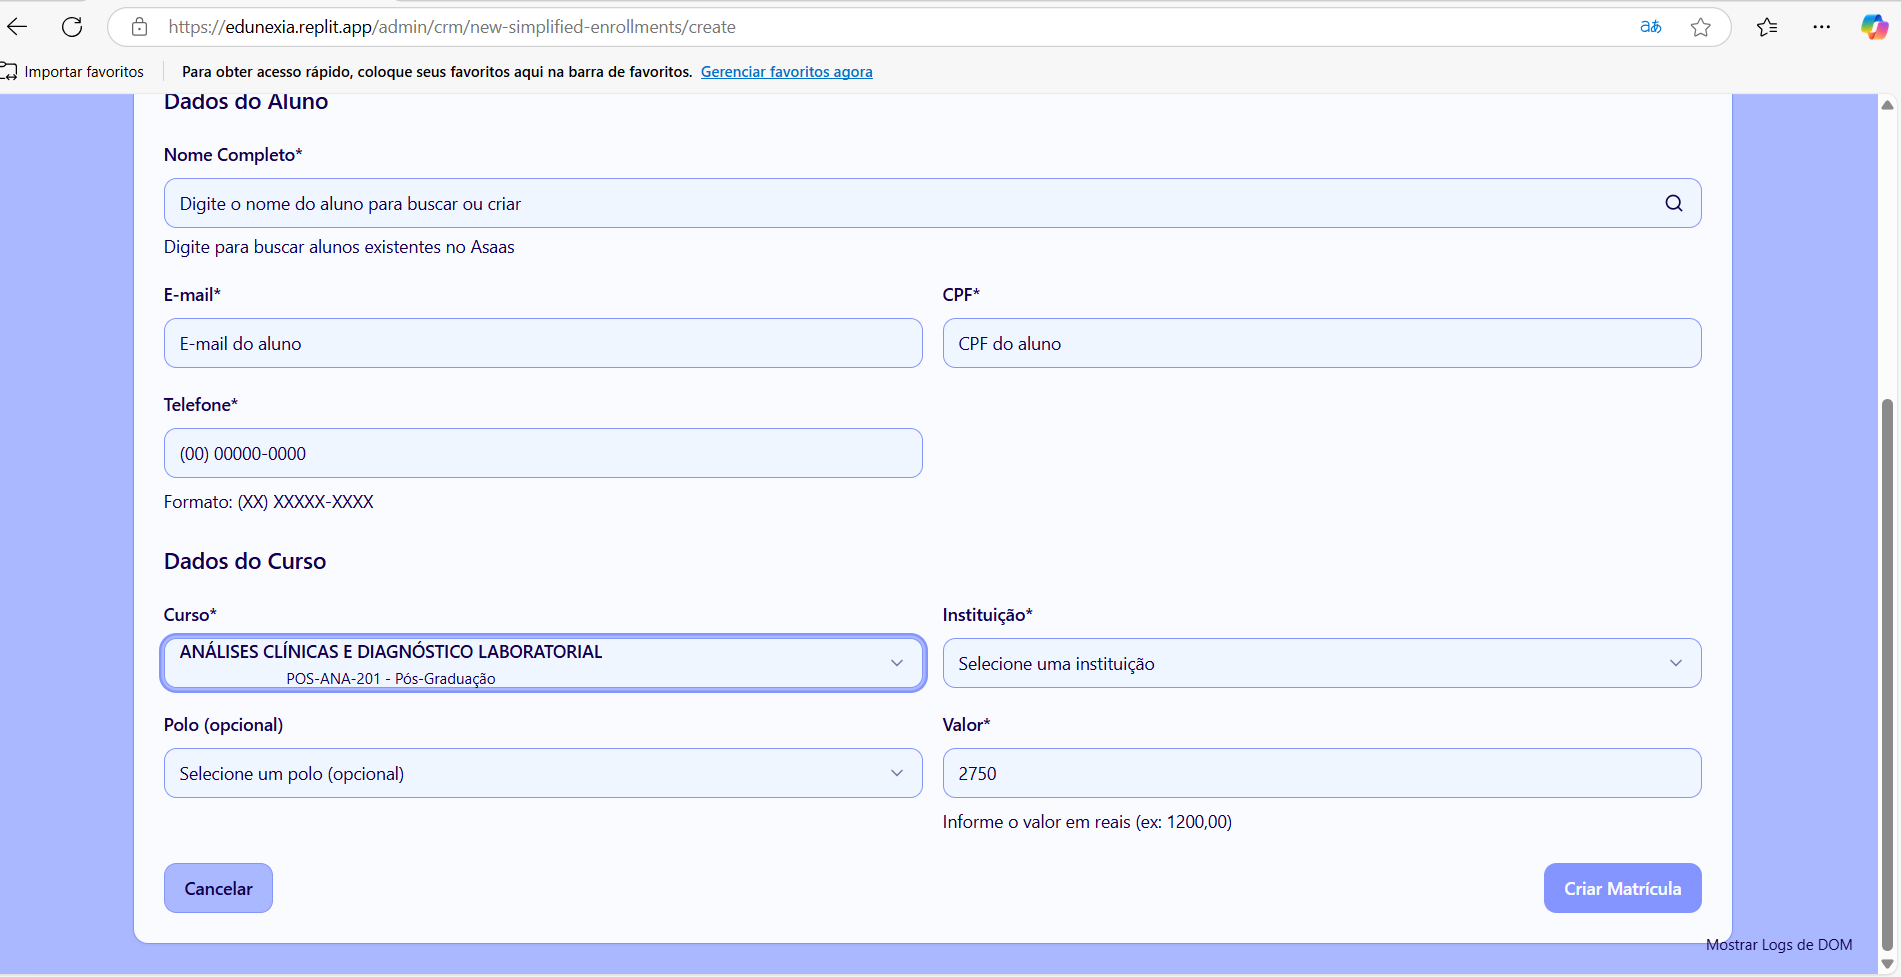 https://edunexia.replit.app/admin/crm/new-simplified-enrollments/create
aあ
Importar favoritos
Para obter acesso rápido, coloque seus favoritos aqui na barra de favoritos. Gerenciar favoritos agora
Dados do Aluno
Nome Completo*
Digite o nome do aluno para buscar ou criar
Digite para buscar alunos existentes no Asaas
E-mail*
CPF*
E-mail do aluno
CPF do aluno
Telefone*
(00) 00000-0000
Formato: (XX) XXXXX-XXXX
Dados do Curso
Curso*
Instituição*
ANÁLISES CLÍNICAS E DIAGNÓSTICO LABORATORIAL
POS-ANA-201 - Pós-Graduação
Selecione uma instituição
Polo (opcional)
Valor*
Selecione um polo (opcional)
2750
Informe o valor em reais (ex: 1200,00)
Cancelar
Criar Matrícula
Mostrar Logs de DOM